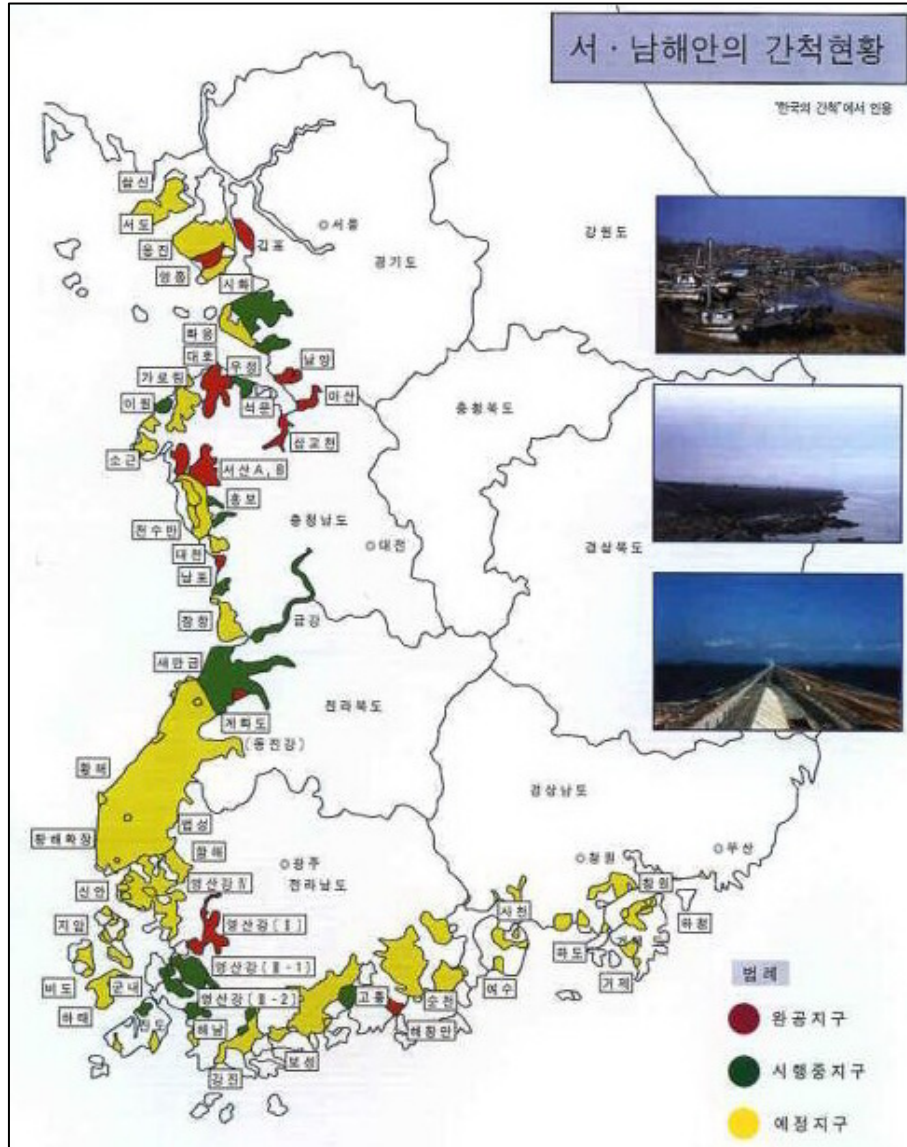 서·남해안의 간척현황
"한국의 간척"에서 인용
삼신
서도
옹진
영종
김포
서울
강원도
경기도
시화
화옹
대호
우정
남양
가로림
이원
석문
아산
삽교천
충청북도
소근
서산A,B
홍보
천수만
충청남도
대전
대천
남포
경상북도
장항
금강
새만금
계화도
(동진강)
전라북도
황해
경상남도
황해확장
법성
함해
광주
전라남도
창원
부산
신안
영산강Ⅳ
창원
지암
영산강(Ⅱ)
사천
하청
영산강(Ⅲ-1)
거제
비도
군내
영산강(Ⅲ-2)
고흥
순천
여수
하태
진도
해남
해창만
보성
강진
범례
완공지구
시행중지구
예정지구